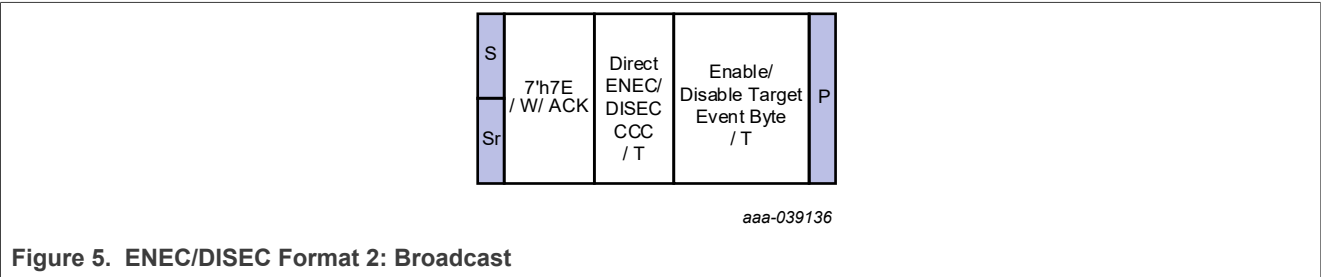 S
Sr
7'h7E
/ W/ ACK
Direct
ENEC/
DISEC
CCC
/ T
Enable/
Disable Target
Event Byte
/ T
P
aaa-039136
Figure 5. ENEC/DISEC Format 2: Broadcast